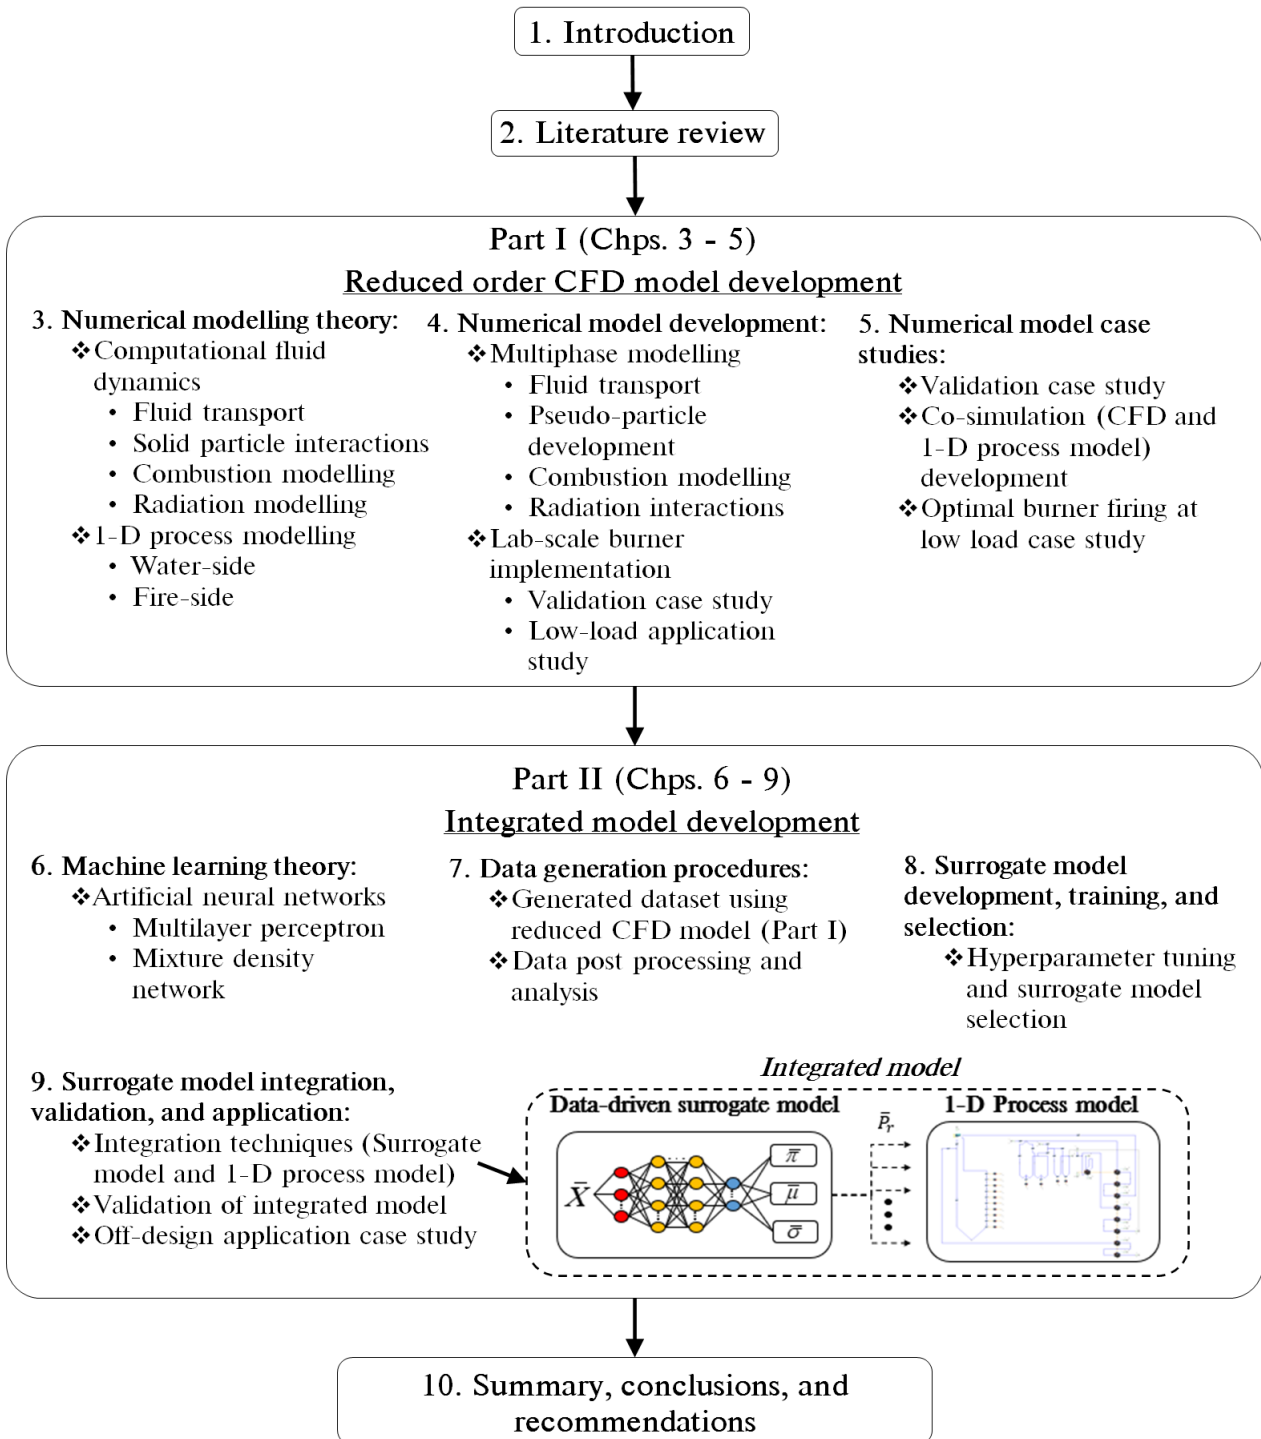 1. Introduction
2. Literature review
Part I (Chps. 3 - 5)
Reduced order CFD model development
3. Numerical modelling theory:
❖Computational fluid
dynamics
• Fluid transport
• Solid particle interactions
• Combustion modelling
• Radiation modelling
❖1-D process modelling
• Water-side
• Fire-side
4. Numerical model development:
❖Multiphase modelling
• Fluid transport
• Pseudo-particle
development
• Combustion modelling
• Radiation interactions
❖Lab-scale burner
implementation
• Validation case study
• Low-load application
study
5. Numerical model case
studies:
❖Validation case study
❖Co-simulation (CFD and
1-D process model)
development
❖Optimal burner firing at
low load case study
Part II (Chps. 6 - 9)
Integrated model development
6. Machine learning theory:
❖Artificial neural networks
• Multilayer perceptron
• Mixture density
network
7. Data generation procedures:
❖Generated dataset using
reduced CFD model (Part I)
❖Data post processing and
analysis
8. Surrogate model
development, training, and
selection:
❖Hyperparameter tuning
and surrogate model
selection
9. Surrogate model integration,
validation, and application:
❖Integration techniques (Surrogate
model and 1-D process model)
❖Validation of integrated model
❖Off-design application case study
Integrated model
Data-driven surrogate model
X̄
π̄
μ̄
σ̄
P̄r
1-D Process model
10. Summary, conclusions, and
recommendations